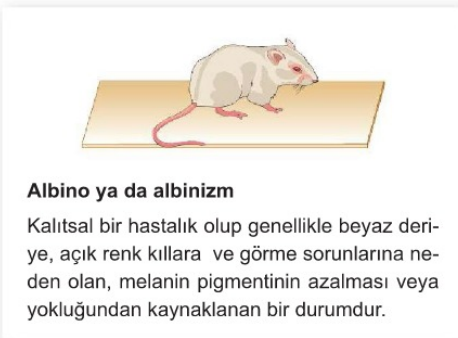 Albino ya da albinizm
Kalıtsal bir hastalık olup genellikle beyaz deri-
ye, açık renk kıllara ve görme sorunlarına ne-
den olan, melanin pigmentinin azalması veya
yokluğundan kaynaklanan bir durumdur.